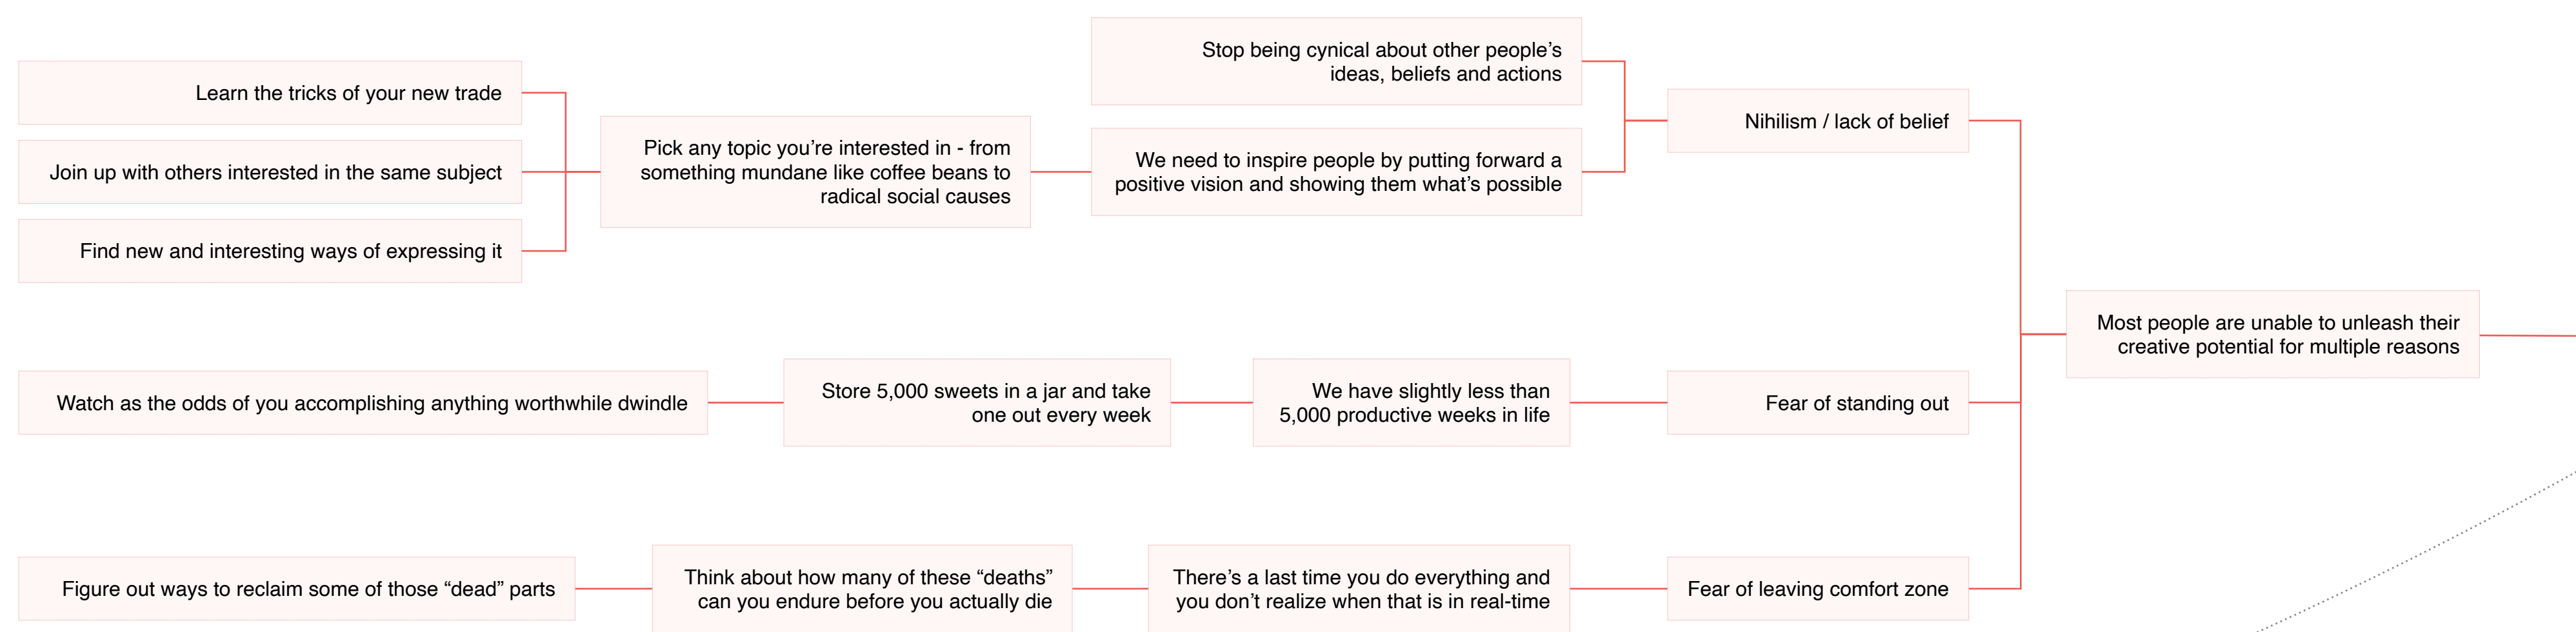 Stop being cynical about other people’s
ideas, beliefs and actions
Learn the tricks of your new trade
Nihilism / lack of belief
Pick any topic you’re interested in - from
something mundane like coffee beans to
radical social causes
We need to inspire people by putting forward a
positive vision and showing them what’s possible
Join up with others interested in the same subject
Find new and interesting ways of expressing it
Most people are unable to unleash their
creative potential for multiple reasons
Watch as the odds of you accomplishing anything worthwhile dwindle
Store 5,000 sweets in a jar and take
one out every week
We have slightly less than
5,000 productive weeks in life
Fear of standing out
Figure out ways to reclaim some of those “dead” parts
Think about how many of these “deaths”
can you endure before you actually die
There’s a last time you do everything and
you don’t realize when that is in real-time
Fear of leaving comfort zone